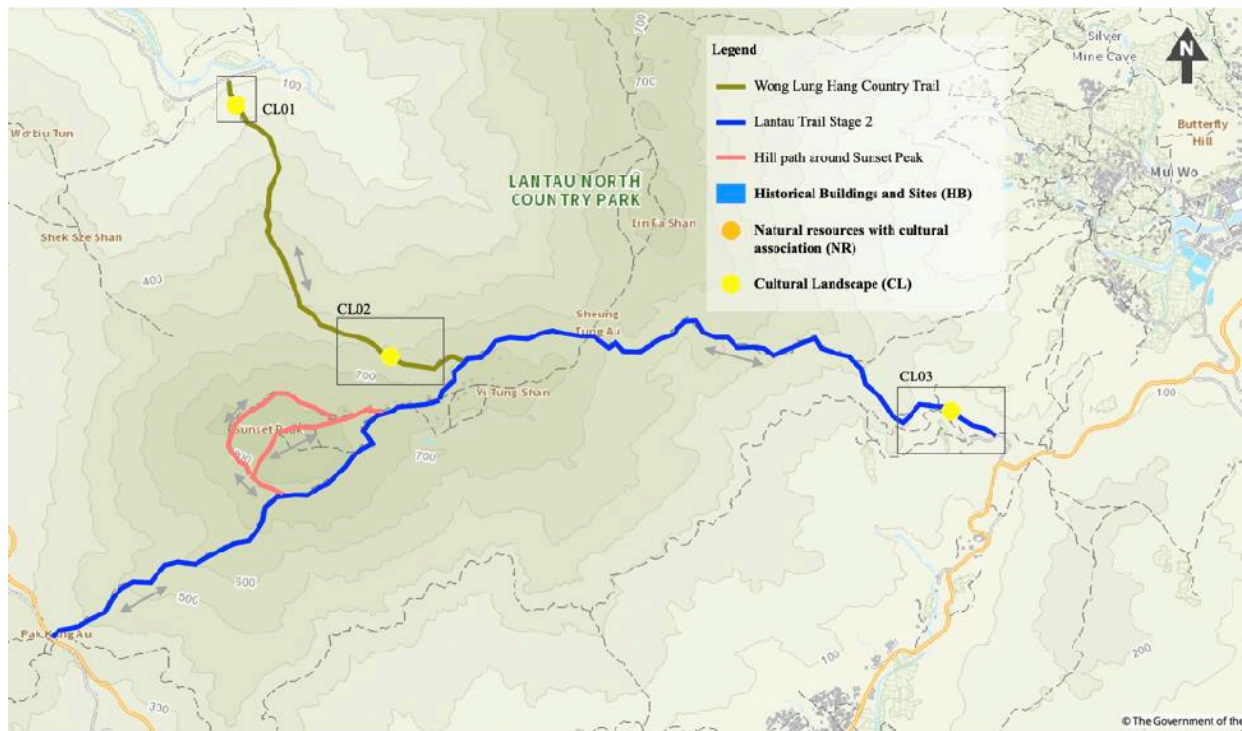 Legend
Wong Lung Hang Country Trail
Lantau Trail Stage 2
Hill path around Sunset Peak
Historical Buildings and Sites (HB)
Natural resources with cultural
association (NR)
Cultural Landscape (CL)
N
SILVER
MINE CAVE
Butterfly
Hill
Mui Wo
700
100
CL01
LANTAU NORTH
COUNTRY PARK
Lin Fa Shan
Shek Sze Shan
400
CL02
700
Sheung
Tung Au
Yi Tung Shan
CL03
100
Sunset Peak
800
700
600
500
Pak Kung Au
300
100
200
© The Government of the